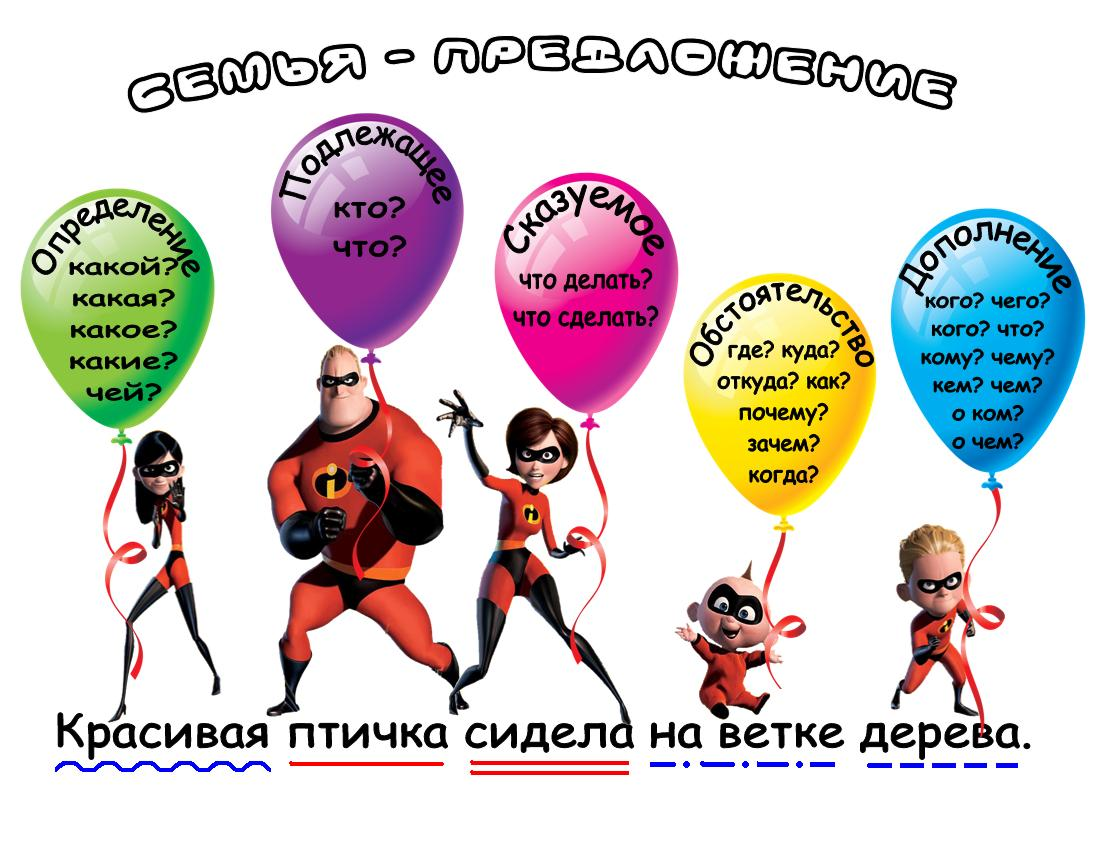 СЕМЬЯ - ПРЕДЛОЖЕНИЕ
Определение
какой?
какая?
какое?
какие?
чей?
Подлежащее
кто?
что?
Сказуемое
что делать?
что сделать?
Обстоятельство
где? куда?
откуда? как?
почему?
зачем?
когда?
Дополнение
кого? чего?
кого? что?
кому? чему?
кем? чем?
о ком?
о чем?
Красивая птичка сидела на ветке дерева.